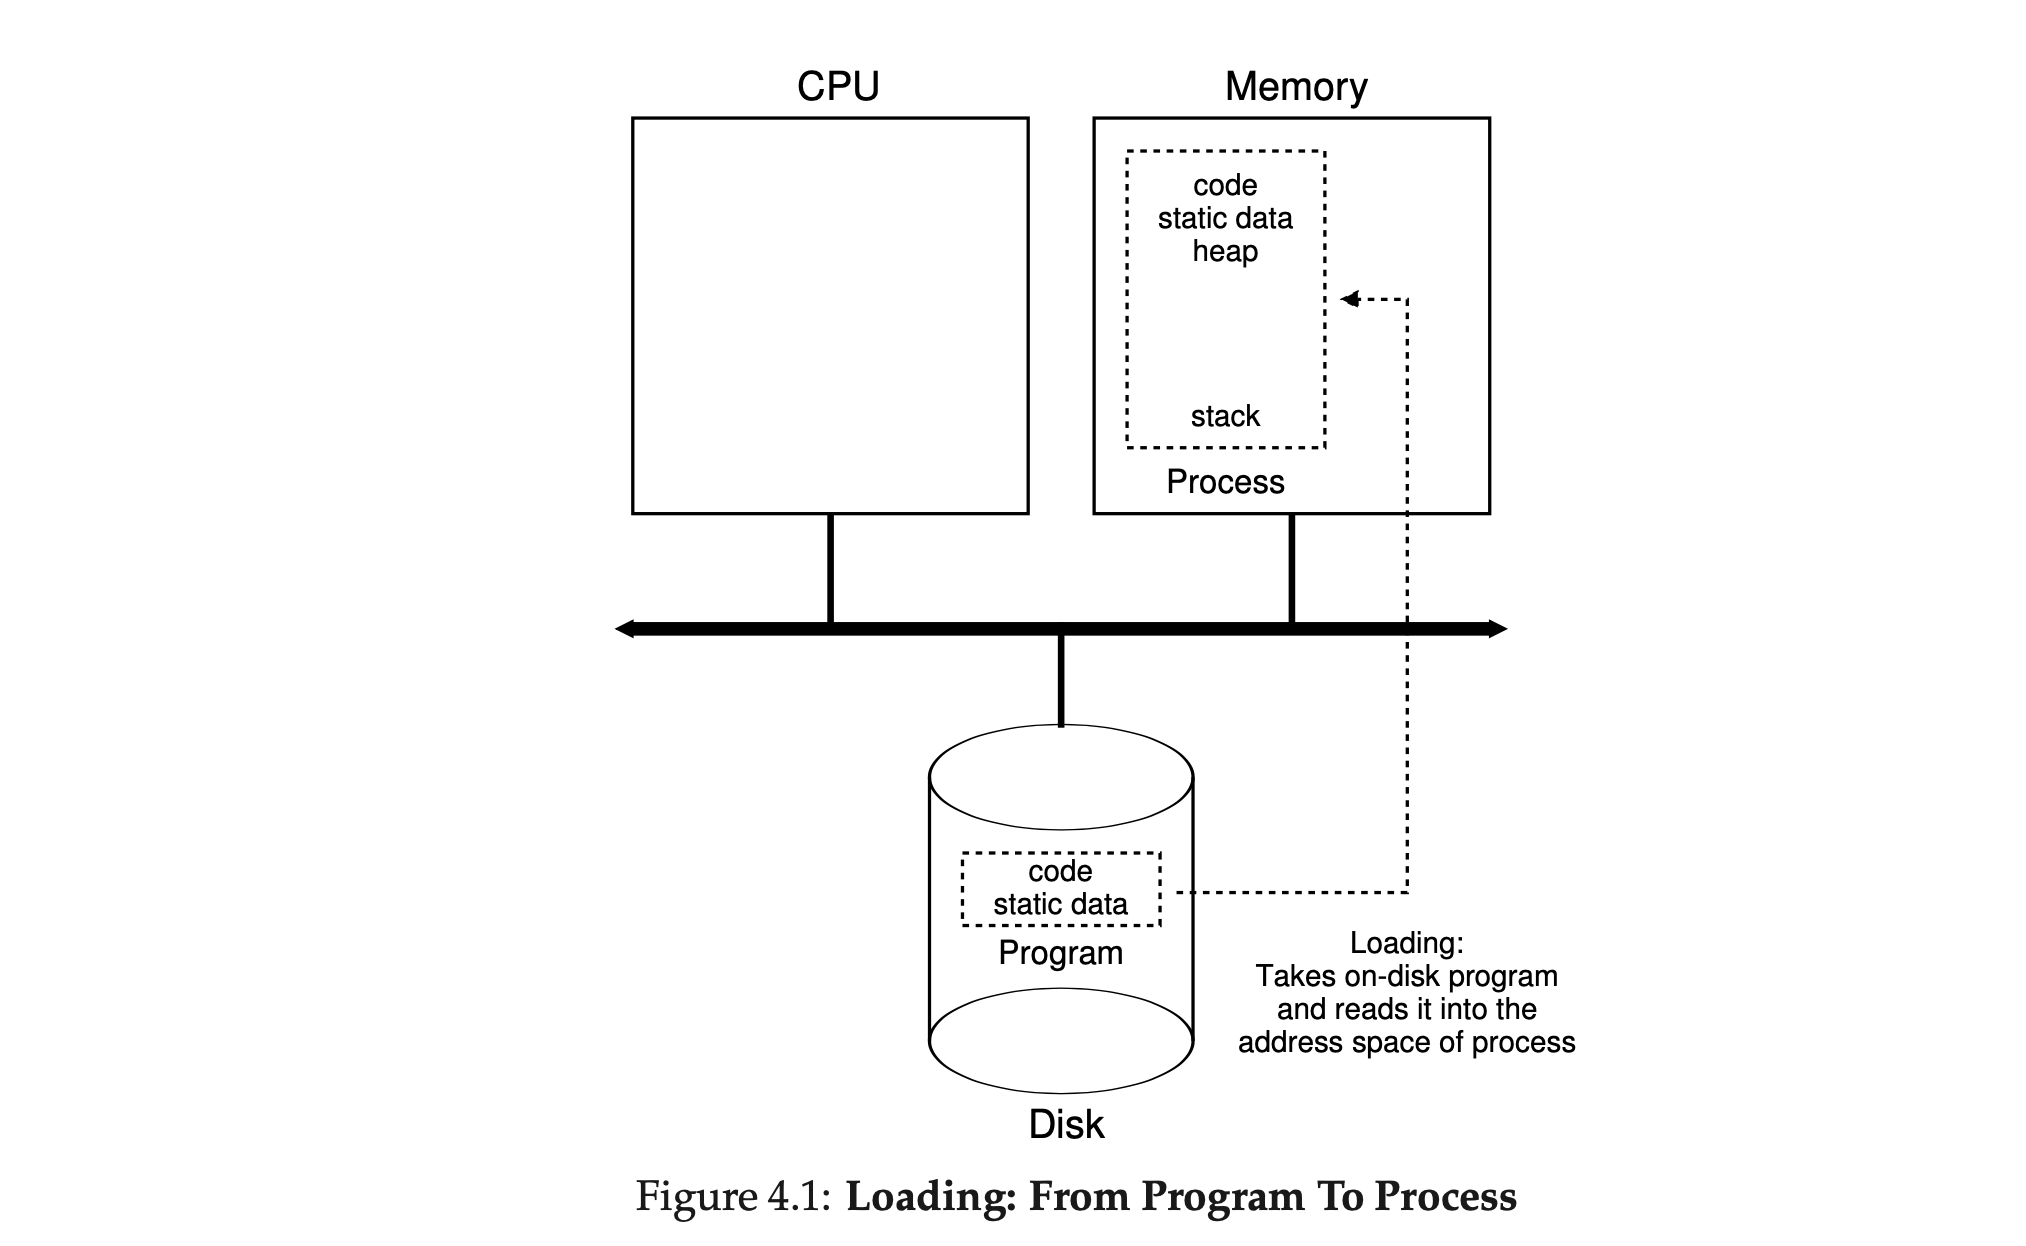 CPU
Memory
code
static data
heap
stack
Process
code
static data
Program
Loading:
Takes on-disk program
and reads it into the
address space of process
Disk
Figure 4.1: Loading: From Program To Process